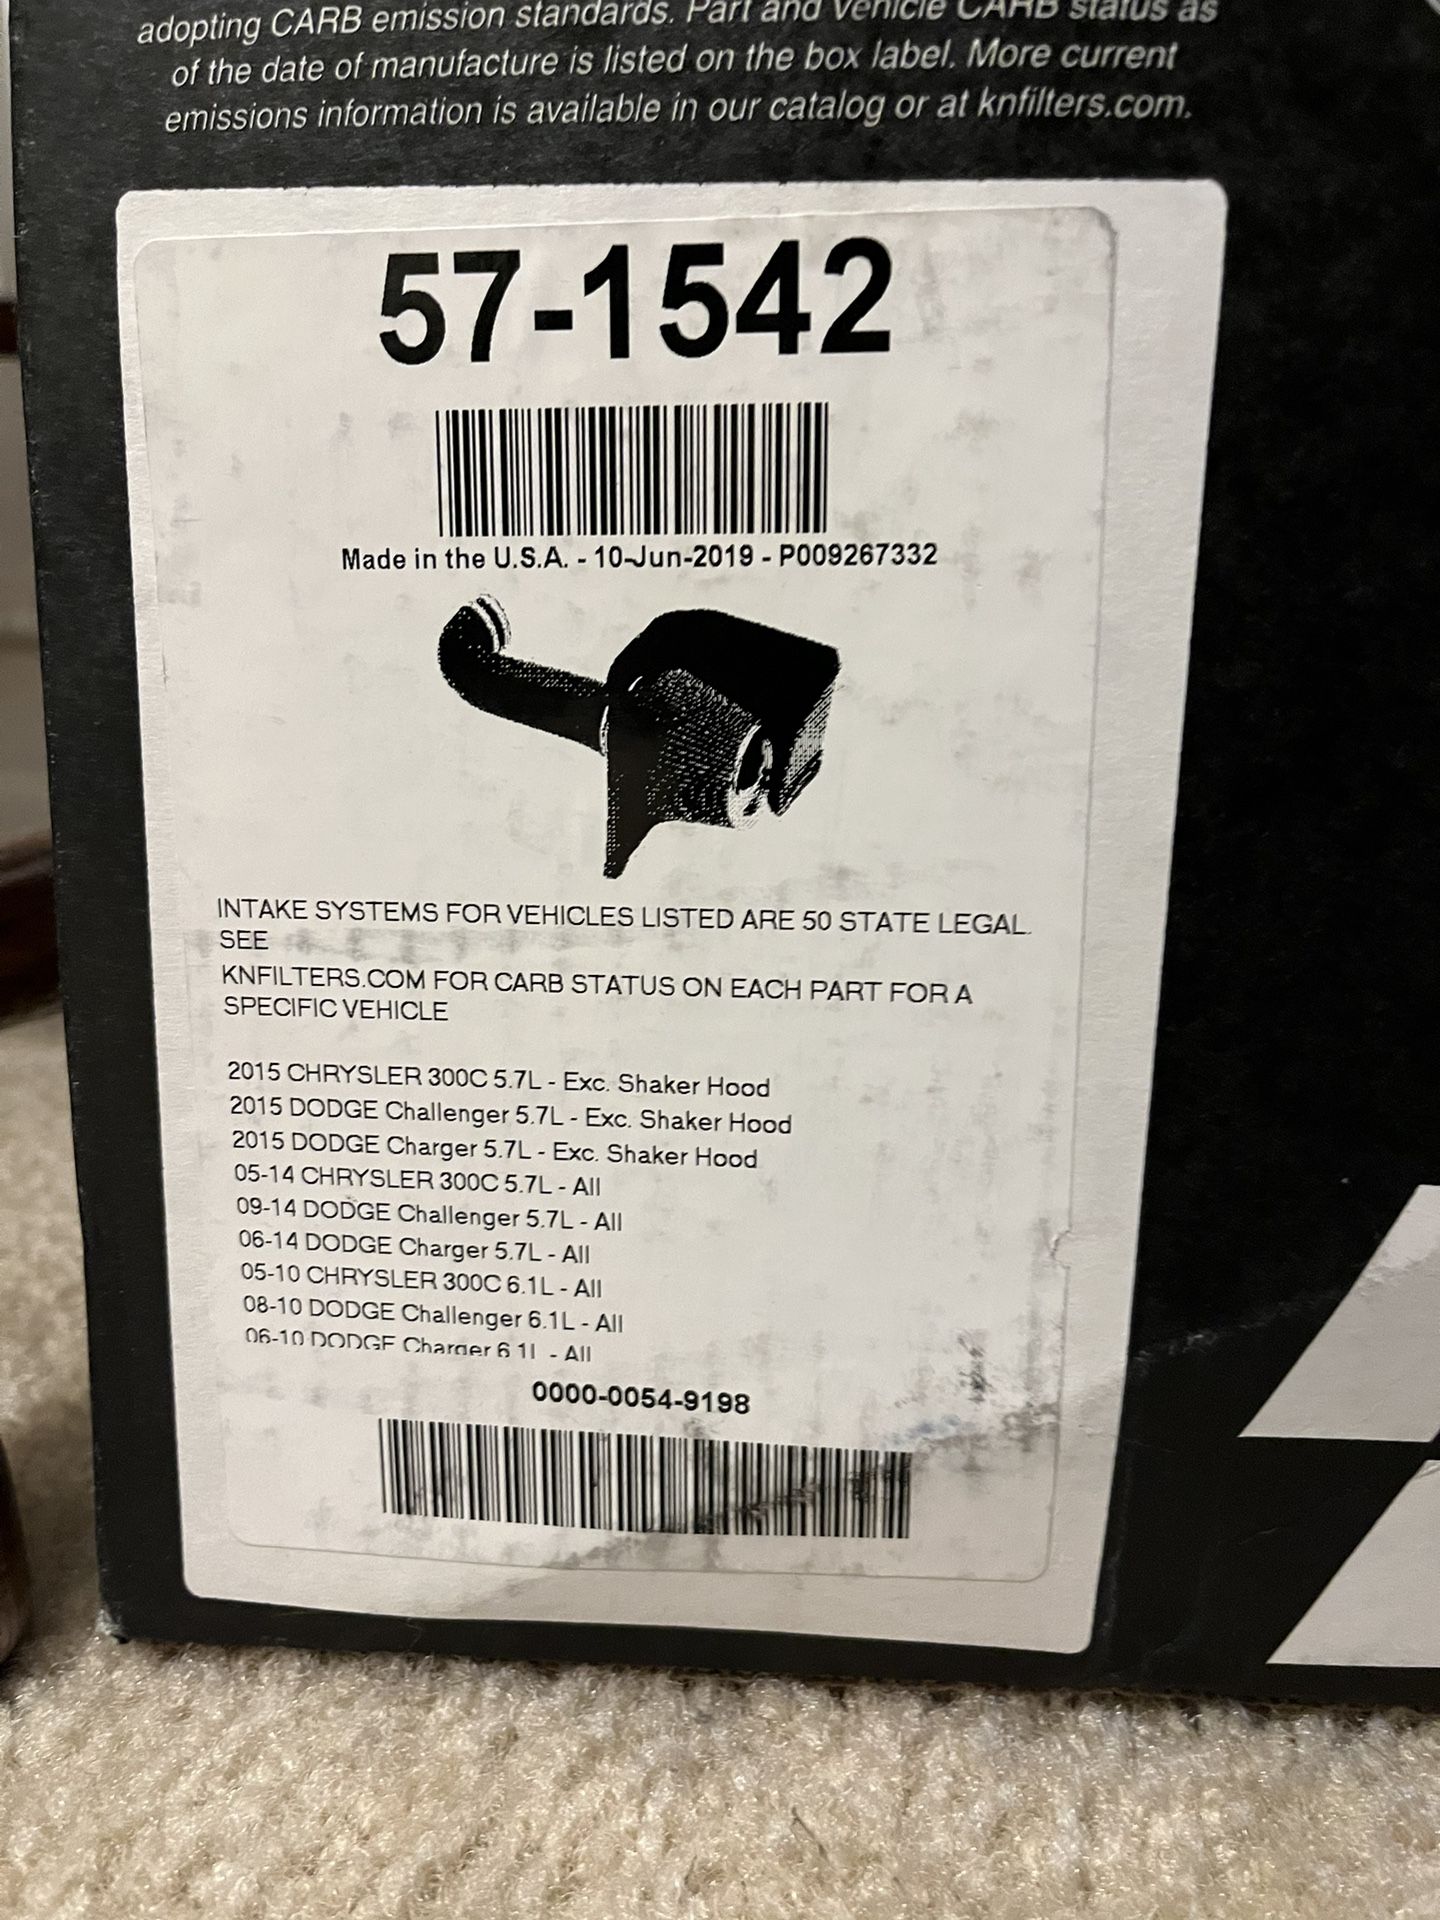 adopting CARB emission standards. Part and Vehicle CARB status as
of the date of manufacture is listed on the box label. More current
emissions information is available in our catalog or at knfilters.com.
57-1542
Made in the U.S.A. - 10-Jun-2019 - P009267332
INTAKE SYSTEMS FOR VEHICLES LISTED ARE 50 STATE LEGAL.
SEE
KNFILTERS.COM FOR CARB STATUS ON EACH PART FOR A
SPECIFIC VEHICLE
2015 CHRYSLER 300C 5.7L - Exc. Shaker Hood
2015 DODGE Challenger 5.7L - Exc. Shaker Hood
2015 DODGE Charger 5.7L - Exc. Shaker Hood
05-14 CHRYSLER 300C 5.7L - All
09-14 DODGE Challenger 5.7L - All
06-14 DODGE Charger 5.7L - All
05-10 CHRYSLER 300C 6.1L - All
08-10 DODGE Challenger 6.1L - All
06-10 DODGE Charger 6.1L - All
0000-0054-9198